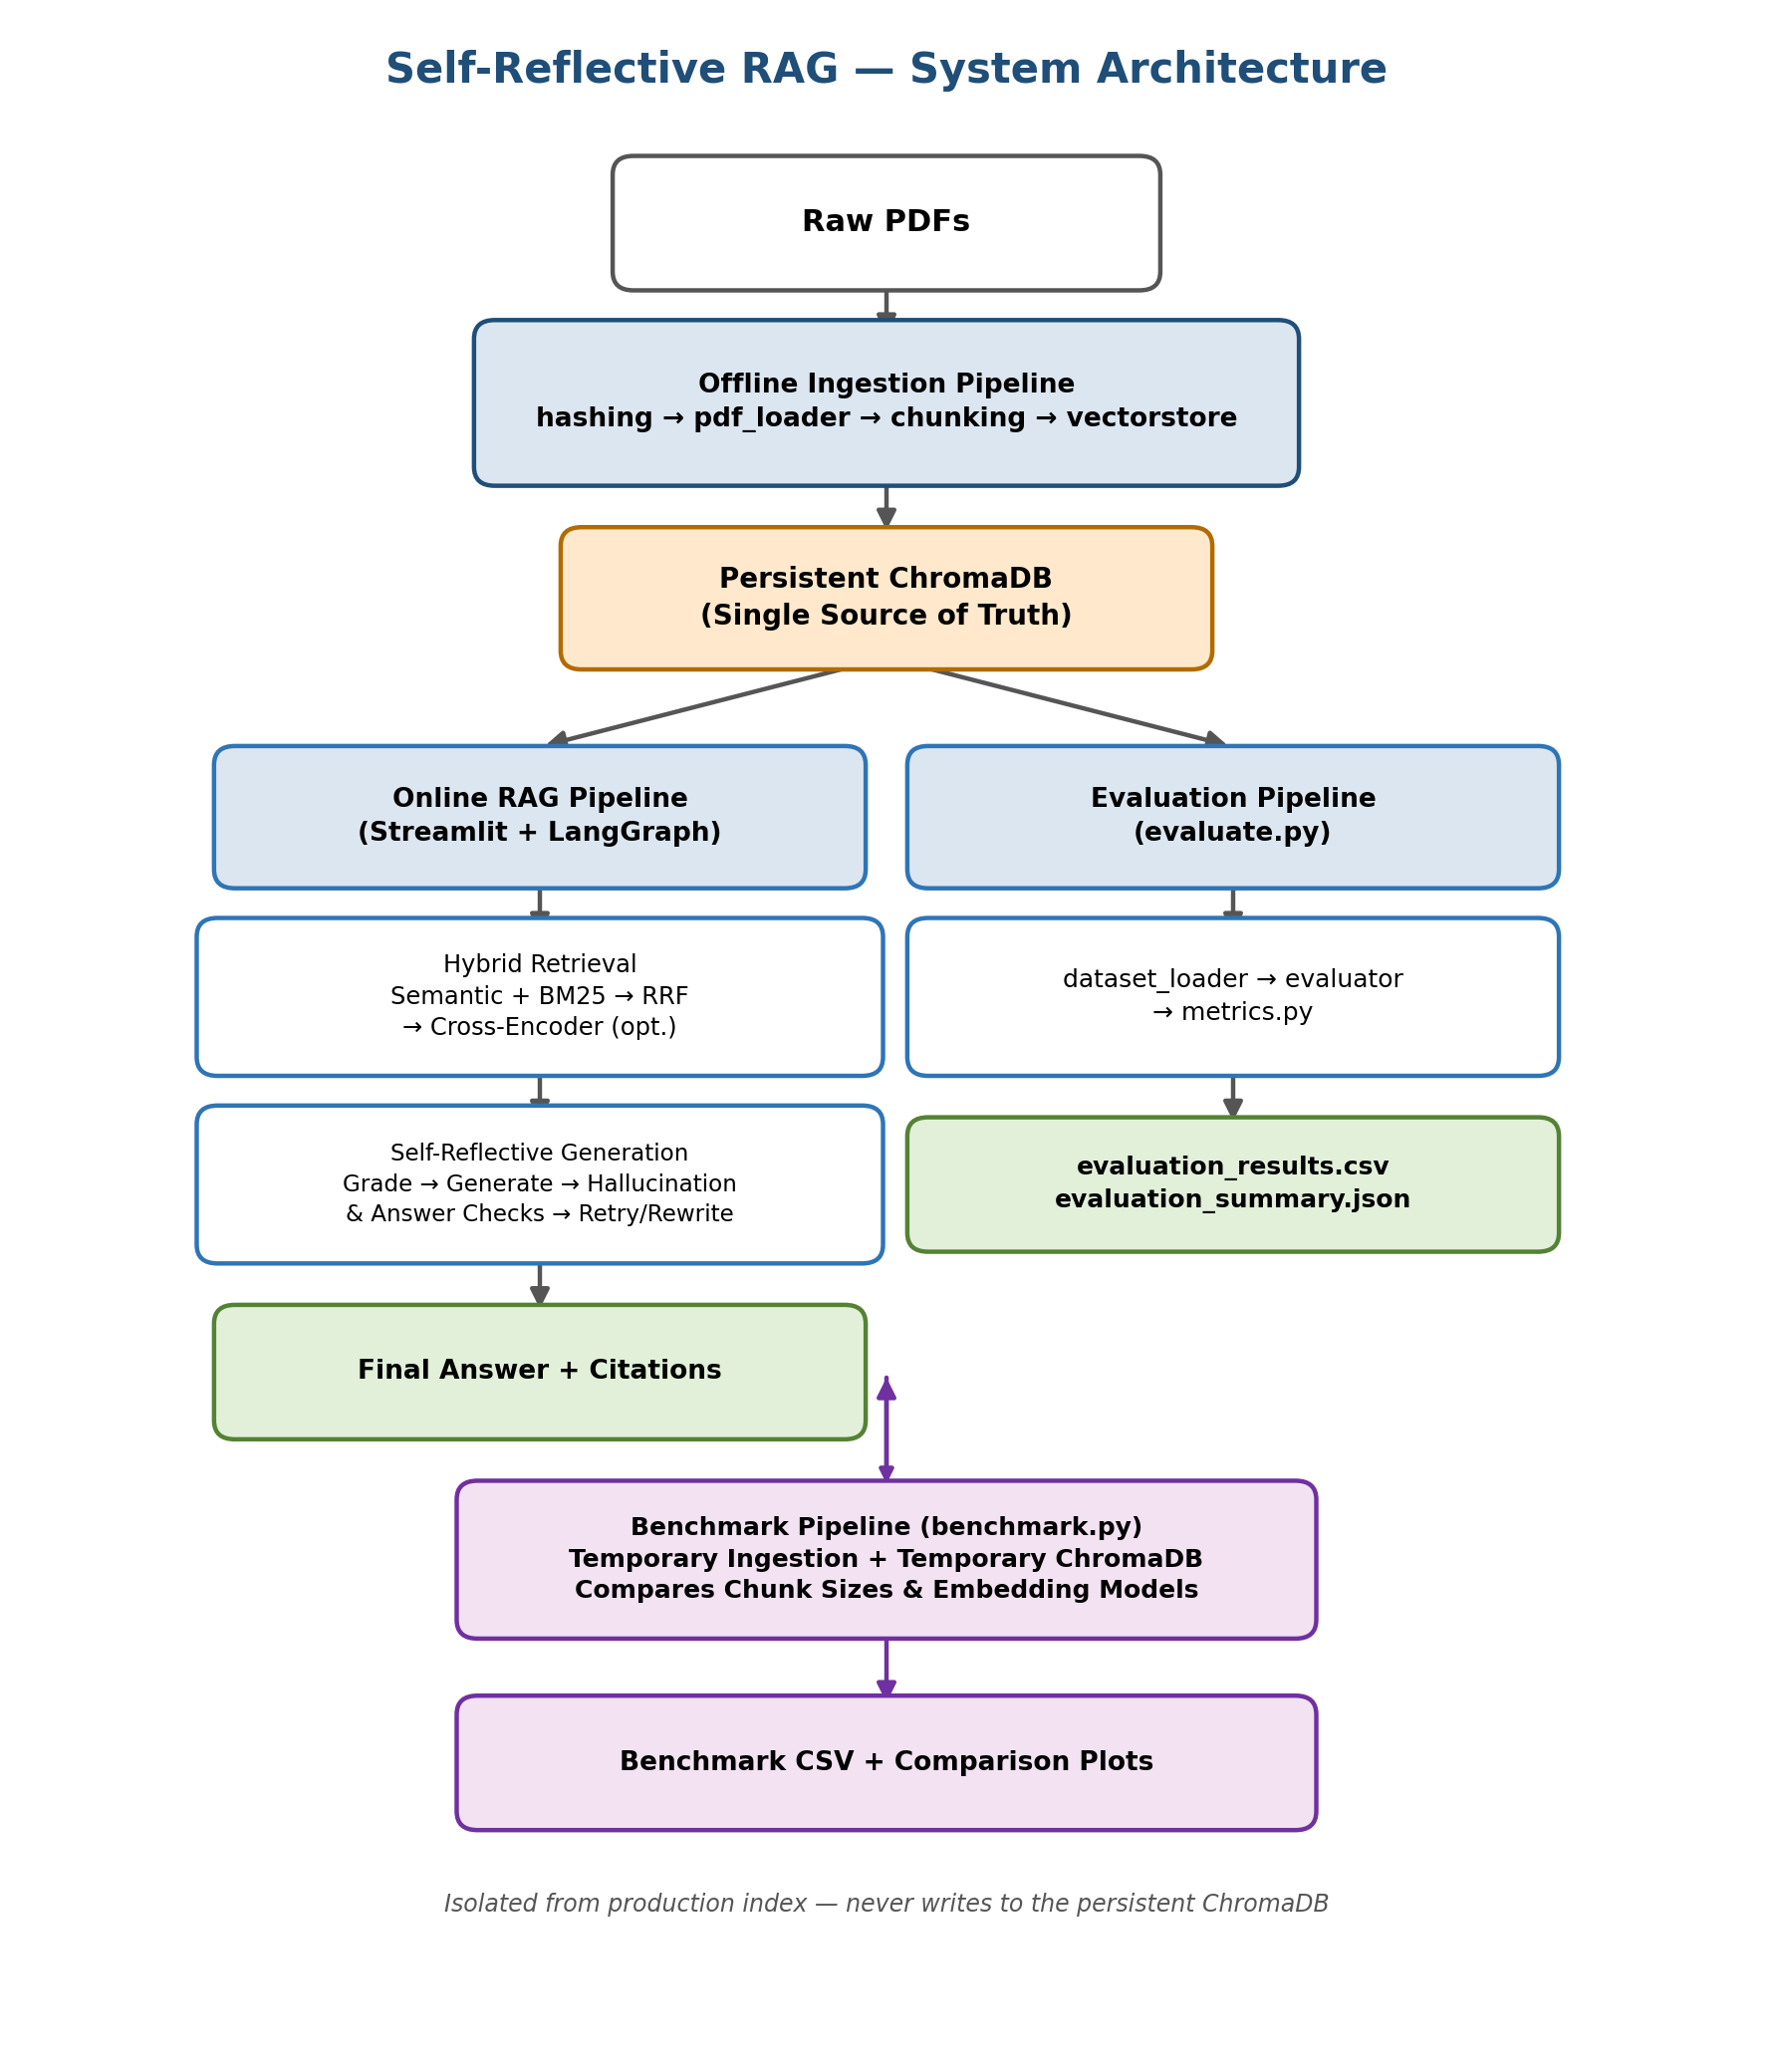 Self-Reflective RAG — System Architecture
Raw PDFs
Offline Ingestion Pipeline
hashing → pdf_loader → chunking → vectorstore
Persistent ChromaDB
(Single Source of Truth)
Online RAG Pipeline
(Streamlit + LangGraph)
Evaluation Pipeline
(evaluate.py)
Hybrid Retrieval
Semantic + BM25 → RRF
→ Cross-Encoder (opt.)
dataset_loader → evaluator
→ metrics.py
Self-Reflective Generation
Grade → Generate → Hallucination
& Answer Checks → Retry/Rewrite
evaluation_results.csv
evaluation_summary.json
Final Answer + Citations
Benchmark Pipeline (benchmark.py)
Temporary Ingestion + Temporary ChromaDB
Compares Chunk Sizes & Embedding Models
Benchmark CSV + Comparison Plots
Isolated from production index — never writes to the persistent ChromaDB